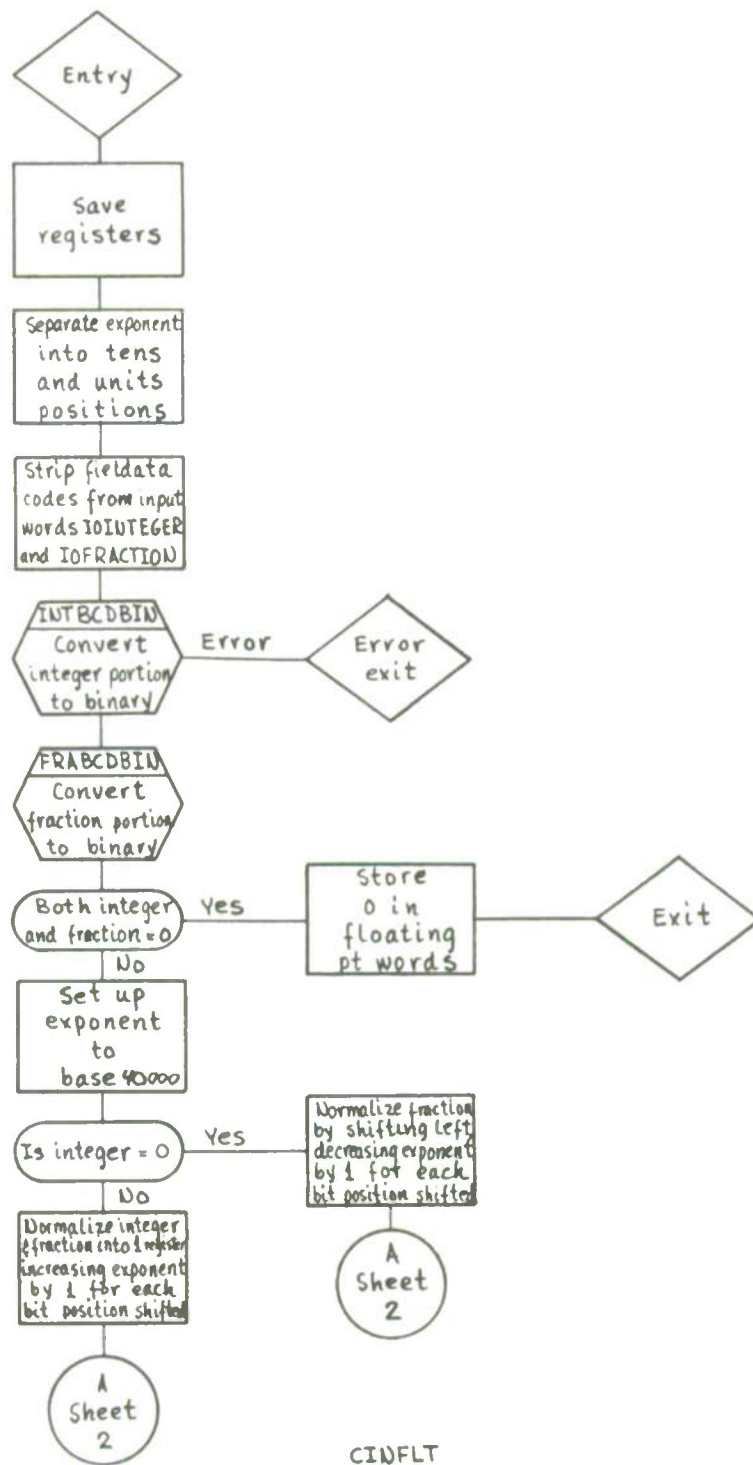 Entry
Save
registers
Separate exponent
into tens
and units
positions
Strip fieldata
codes from input
words IOINTEGER
and IOFRACTION
INTBCDBIN
Convert
integer portion
to binary
Error
Error
exit
FRABCDBIN
Convert
fraction portion
to binary
Both integer
and fraction = 0
Yes
Store
0 in
floating
pt words
Exit
No
Set up
exponent
to
base 40000
Is integer = 0
Yes
Normalize fraction
by shifting left,
decreasing exponent
by 1 for each
bit position shifted
A
Sheet
2
No
Normalize integer
& fraction into 1 register
increasing exponent
by 1 for each
bit position shifted
A
Sheet
2
CINFLT